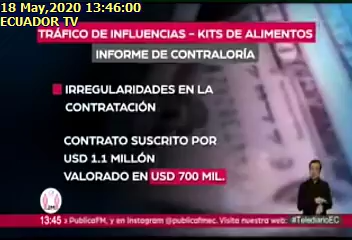 18 May,2020 13:46:00
ECUADOR TV
TRÁFICO DE INFLUENCIAS – KITS DE ALIMENTOS
INFORME DE CONTRALORÍA
IRREGULARIDADES EN LA
CONTRATACIÓN
CONTRATO SUSCRITO POR
USD 1.1 MILLÓN
VALORADO EN USD 700 MIL.
#TelediarioEC
13:45 a PublicaFM, y en Instagram @publicafmec. Visita nuestra web: